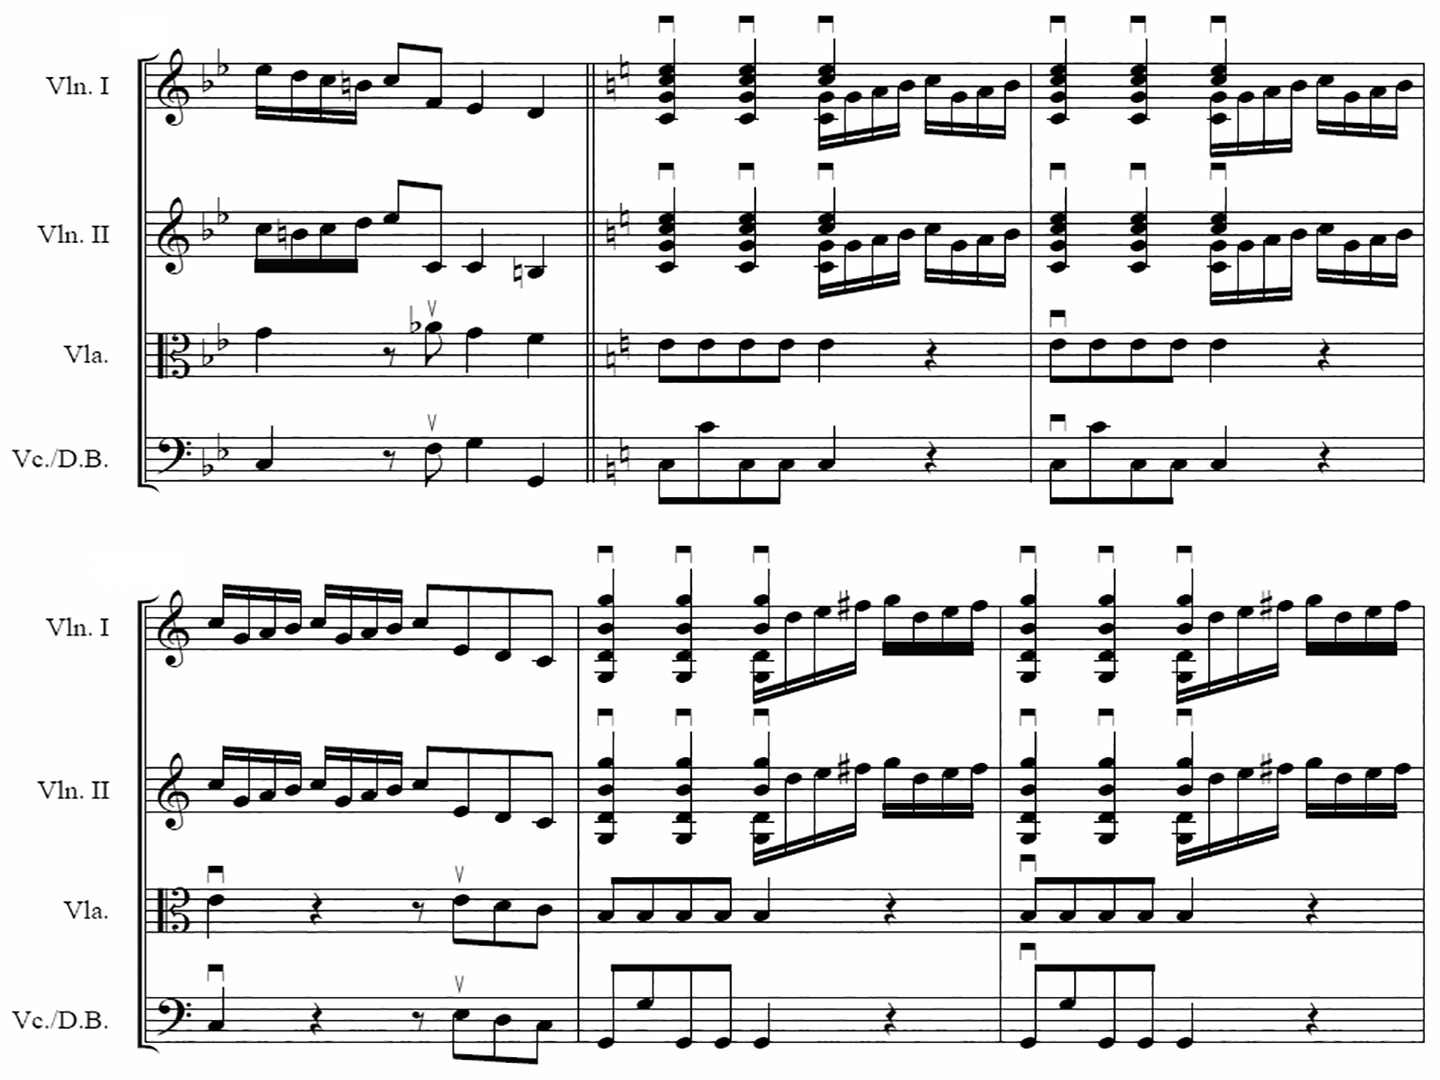 Vln. I
Vln. II
Vla.
Vc./D.B.
Vln. I
Vln. II
Vla.
Vc./D.B.